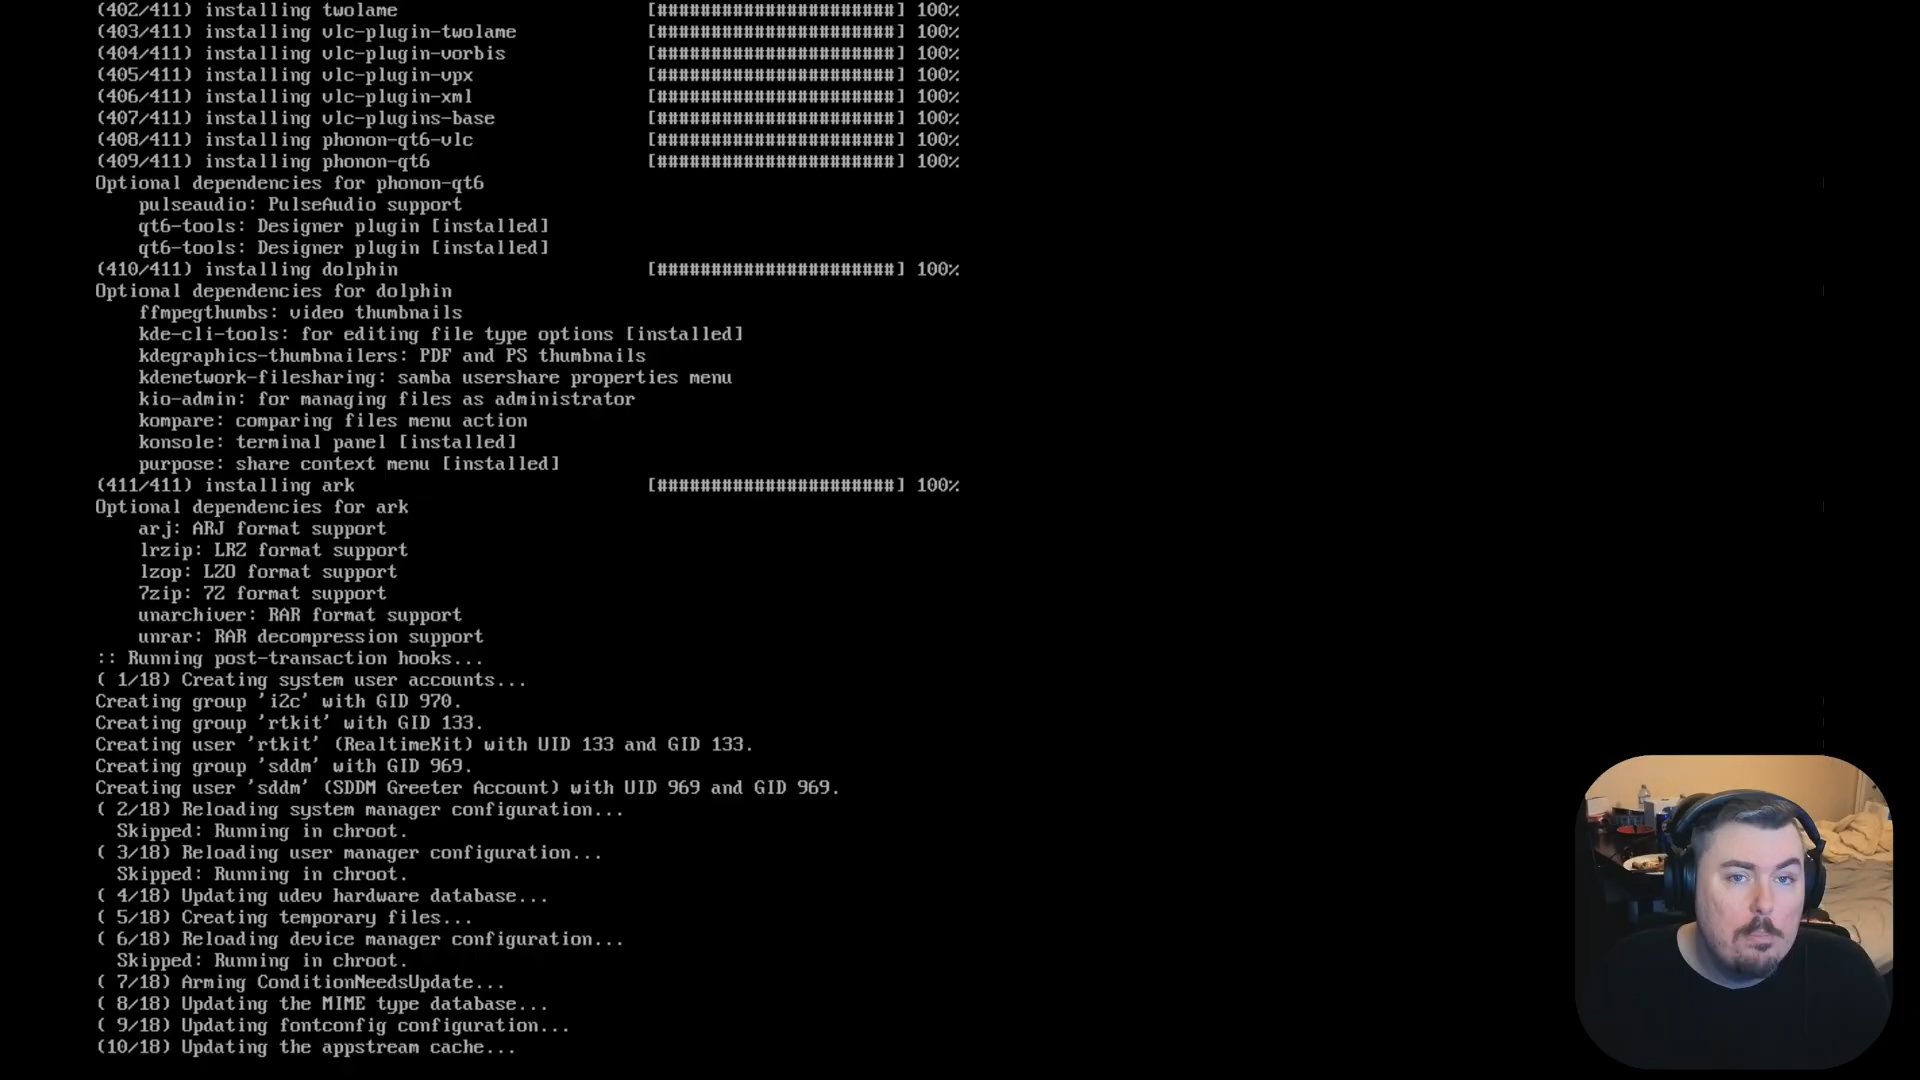 (402/411) installing twolame [######################] 100%
(403/411) installing vlc-plugin-twolame [######################] 100%
(404/411) installing vlc-plugin-vorbis [######################] 100%
(405/411) installing vlc-plugin-vpx [######################] 100%
(406/411) installing vlc-plugin-xml [######################] 100%
(407/411) installing vlc-plugins-base [######################] 100%
(408/411) installing phonon-qt6-vlc [######################] 100%
(409/411) installing phonon-qt6 [######################] 100%
Optional dependencies for phonon-qt6
    pulseaudio: PulseAudio support
    qt6-tools: Designer plugin [installed]
    qt6-tools: Designer plugin [installed]
(410/411) installing dolphin [######################] 100%
Optional dependencies for dolphin
    ffmpegthumbs: video thumbnails
    kde-cli-tools: for editing file type options [installed]
    kdegraphics-thumbnailers: PDF and PS thumbnails
    kdenetwork-filesharing: samba usershare properties menu
    kio-admin: for managing files as administrator
    kompare: comparing files menu action
    konsole: terminal panel [installed]
    purpose: share context menu [installed]
(411/411) installing ark [######################] 100%
Optional dependencies for ark
    arj: ARJ format support
    lrzip: LRZ format support
    lzop: LZO format support
    7zip: 7Z format support
    unarchiver: RAR format support
    unrar: RAR decompression support
:: Running post-transaction hooks...
( 1/18) Creating system user accounts...
Creating group 'i2c' with GID 970.
Creating group 'rtkit' with GID 133.
Creating user 'rtkit' (RealtimeKit) with UID 133 and GID 133.
Creating group 'sddm' with GID 969.
Creating user 'sddm' (SDDM Greeter Account) with UID 969 and GID 969.
( 2/18) Reloading system manager configuration...
  Skipped: Running in chroot.
( 3/18) Reloading user manager configuration...
  Skipped: Running in chroot.
( 4/18) Updating udev hardware database...
( 5/18) Creating temporary files...
( 6/18) Reloading device manager configuration...
  Skipped: Running in chroot.
( 7/18) Arming ConditionNeedsUpdate...
( 8/18) Updating the MIME type database...
( 9/18) Updating fontconfig configuration...
(10/18) Updating the appstream cache...